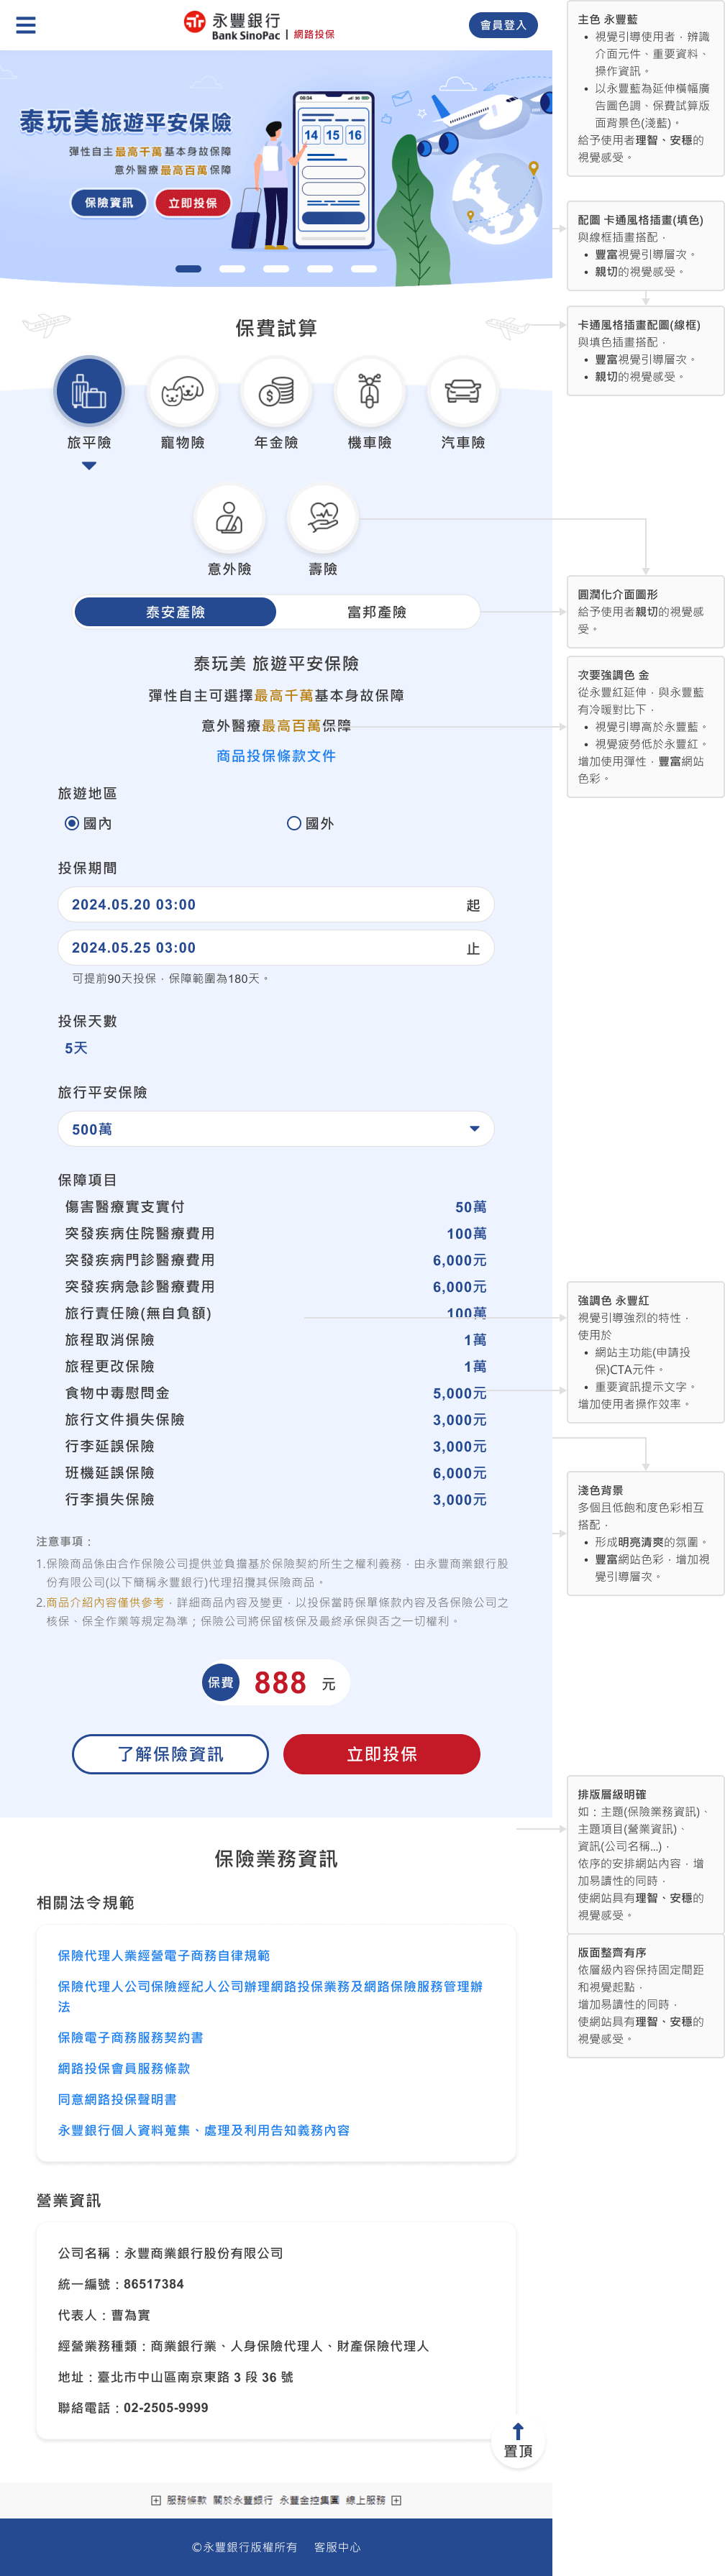 永豐銀行
Bank SinoPac
網路投保
會員登入
泰玩美旅遊平安保險
彈性自主最高千萬基本身故保障
意外醫療最高百萬保障
保險資訊
立即投保
14 15 16
保費試算
旅平險
寵物險
年金險
機車險
汽車險
意外險
壽險
泰安產險
富邦產險
泰玩美 旅遊平安保險
彈性自主可選擇最高千萬基本身故保障
意外醫療最高百萬保障
商品投保條款文件
旅遊地區
國內
國外
投保期間
2024.05.20 03:00 起
2024.05.25 03:00 止
可提前90天投保，保障範圍為180天。
投保天數
5天
旅行平安保險
500萬
保障項目
傷害醫療實支實付 50萬
突發疾病住院醫療費用 100萬
突發疾病門診醫療費用 6,000元
突發疾病急診醫療費用 6,000元
旅行責任險(無自負額) 100萬
旅程取消保險 1萬
旅程更改保險 1萬
食物中毒慰問金 5,000元
旅行文件損失保險 3,000元
行李延誤保險 3,000元
班機延誤保險 6,000元
行李損失保險 3,000元
注意事項：
1.保險商品係由合作保險公司提供並負擔基於保險契約所生之權利義務，由永豐商業銀行股
份有限公司(以下簡稱永豐銀行)代理招攬其保險商品。
2.商品介紹內容僅供參考，詳細商品內容及變更，以投保當時保單條款內容及各保險公司之
核保、保全作業等規定為準；保險公司將保留核保及最終承保與否之一切權利。
保費 888 元
了解保險資訊
立即投保
保險業務資訊
相關法令規範
保險代理人業經營電子商務自律規範
保險代理人公司保險經紀人公司辦理網路投保業務及網路保險服務管理辦
法
保險電子商務服務契約書
網路投保會員服務條款
同意網路投保聲明書
永豐銀行個人資料蒐集、處理及利用告知義務內容
營業資訊
公司名稱：永豐商業銀行股份有限公司
統一編號：86517384
代表人：曹為實
經營業務種類：商業銀行業、人身保險代理人、財產保險代理人
地址：臺北市中山區南京東路 3 段 36 號
聯絡電話：02-2505-9999
置頂
服務條款 關於永豐銀行 永豐金控集團 線上服務
©永豐銀行版權所有 客服中心
主色 永豐藍
• 視覺引導使用者，辨識
介面元件、重要資料、
操作資訊。
• 以永豐藍為延伸橫幅廣
告圖色調、保費試算版
面背景色(淺藍)。
給予使用者理智、安穩的
視覺感受。
配圖 卡通風格插畫(填色)
與線框插畫搭配，
• 豐富視覺引導層次。
• 親切的視覺感受。
卡通風格插畫配圖(線框)
與填色插畫搭配，
• 豐富視覺引導層次。
• 親切的視覺感受。
圓潤化介面圖形
給予使用者親切的視覺感
受。
次要強調色 金
從永豐紅延伸，與永豐藍
有冷暖對比下，
• 視覺引導高於永豐藍。
• 視覺疲勞低於永豐紅。
增加使用彈性，豐富網站
色彩。
強調色 永豐紅
視覺引導強烈的特性，
使用於
• 網站主功能(申請投
保)CTA元件。
• 重要資訊提示文字。
增加使用者操作效率。
淺色背景
多個且低飽和度色彩相互
搭配，
• 形成明亮清爽的氛圍。
• 豐富網站色彩，增加視
覺引導層次。
排版層級明確
如：主題(保險業務資訊)、
主題項目(營業資訊)、
資訊(公司名稱...)，
依序的安排網站內容，增
加易讀性的同時，
使網站具有理智、安穩的
視覺感受。
版面整齊有序
依層級內容保持固定間距
和視覺起點，
增加易讀性的同時，
使網站具有理智、安穩的
視覺感受。